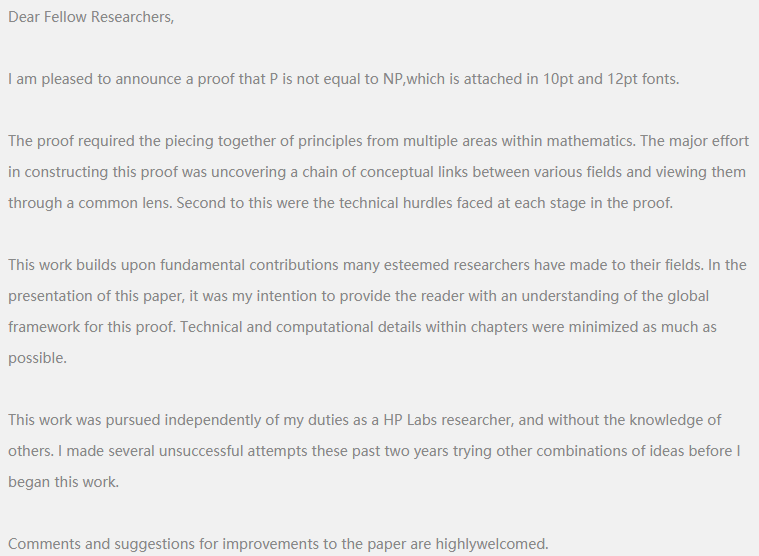 Dear Fellow Researchers,
I am pleased to announce a proof that P is not equal to NP,which is attached in 10pt and 12pt fonts.
The proof required the piecing together of principles from multiple areas within mathematics. The major effort
in constructing this proof was uncovering a chain of conceptual links between various fields and viewing them
through a common lens. Second to this were the technical hurdles faced at each stage in the proof.
This work builds upon fundamental contributions many esteemed researchers have made to their fields. In the
presentation of this paper, it was my intention to provide the reader with an understanding of the global
framework for this proof. Technical and computational details within chapters were minimized as much as
possible.
This work was pursued independently of my duties as a HP Labs researcher, and without the knowledge of
others. I made several unsuccessful attempts these past two years trying other combinations of ideas before I
began this work.
Comments and suggestions for improvements to the paper are highlywelcomed.